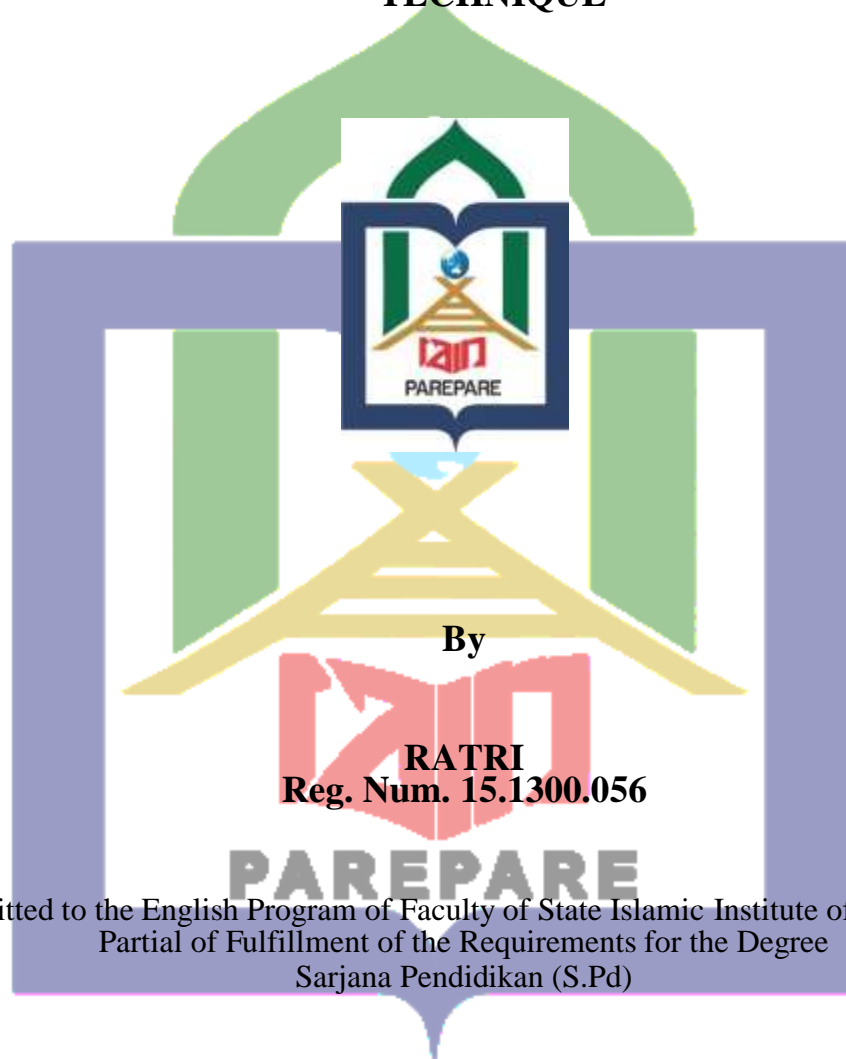 TECHNIQUE
IAIN
PAREPARE
By
RATRI
Reg. Num. 15.1300.056
PAREPARE
itted to the English Program of Faculty of State Islamic Institute of
Partial of Fulfillment of the Requirements for the Degree
Sarjana Pendidikan (S.Pd)